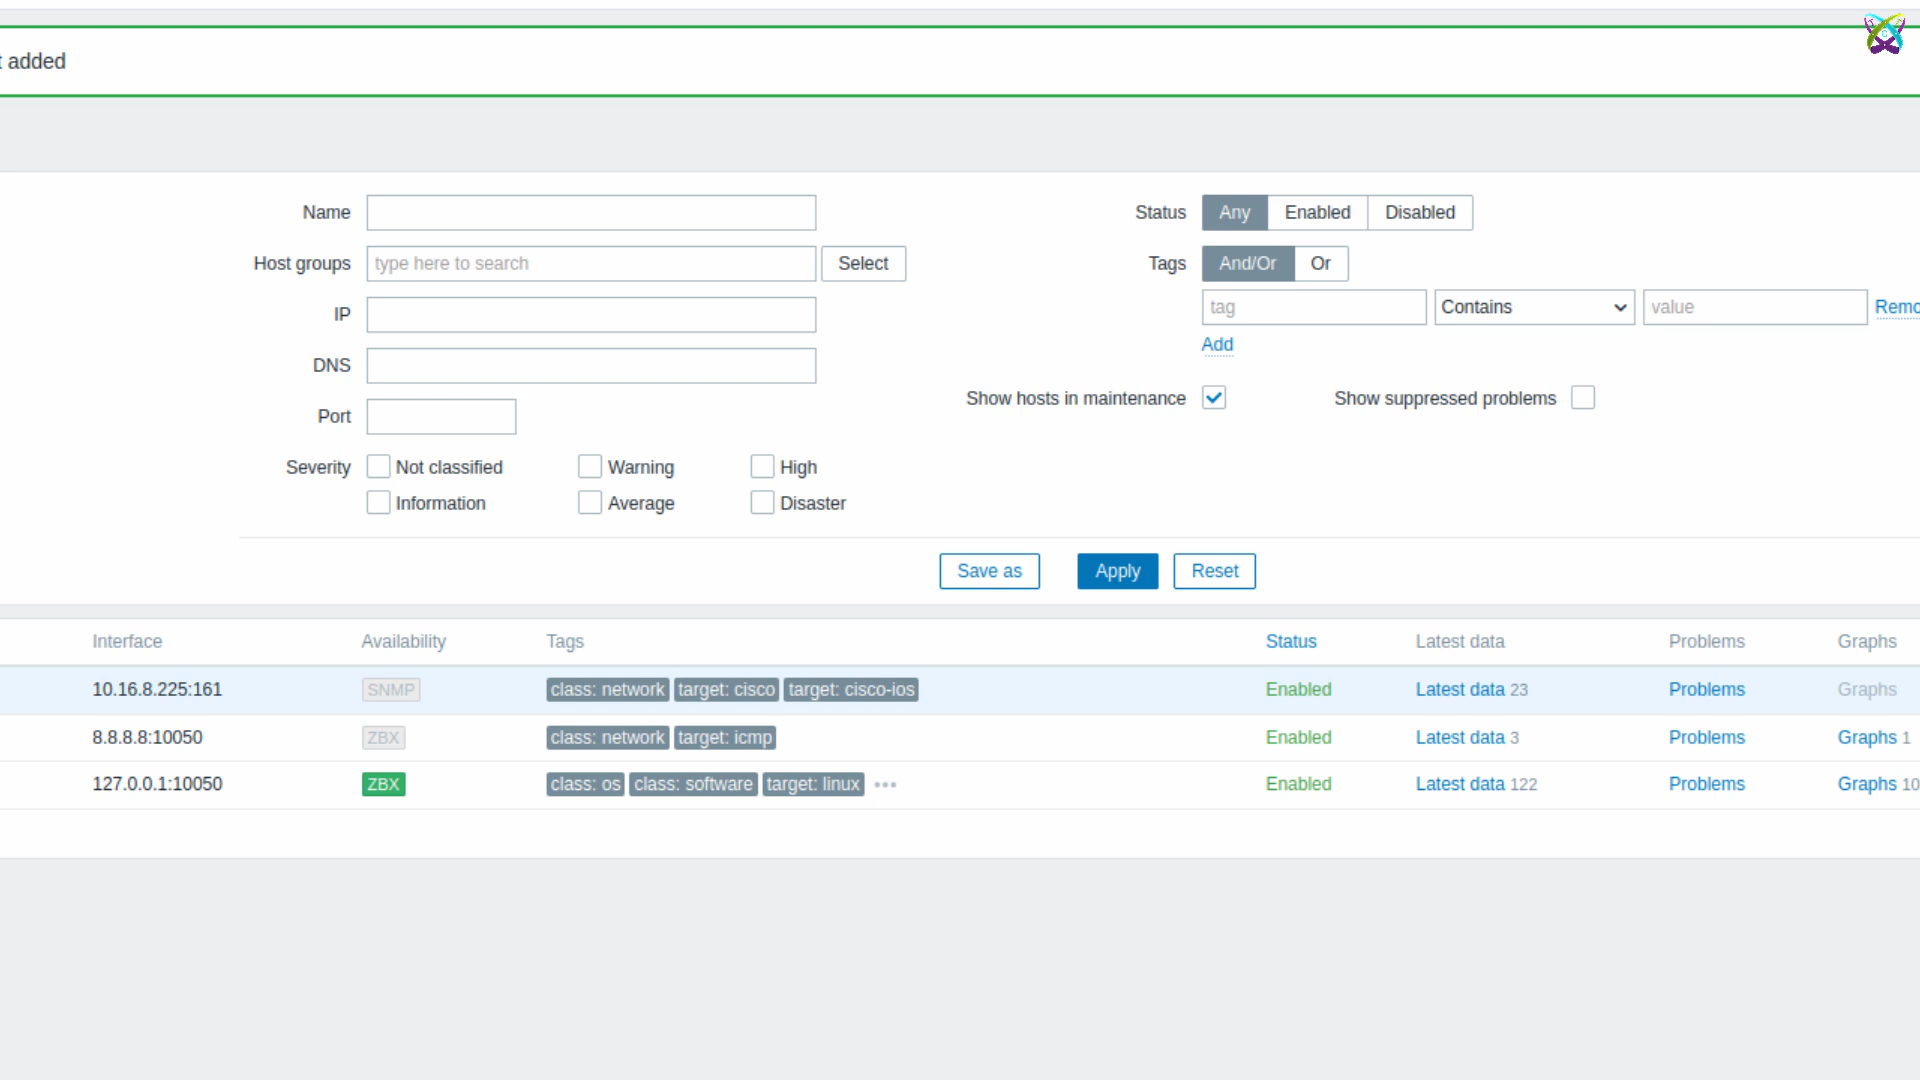 added
Name
Status Any Enabled Disabled
Host groups type here to search Select
Tags And/Or Or
IP
tag Contains value
Add
DNS
Show hosts in maintenance Show suppressed problems
Port
Severity Not classified Warning High
Information Average Disaster
Save as Apply Reset
Interface Availability Tags Status Latest data Problems Graphs
10.16.8.225:161 SNMP class: network target: cisco target: cisco-ios Enabled Latest data 23 Problems Graphs
8.8.8.8:10050 ZBX class: network target: icmp Enabled Latest data 3 Problems Graphs 1
127.0.0.1:10050 ZBX class: os class: software target: linux ••• Enabled Latest data 122 Problems Graphs 10